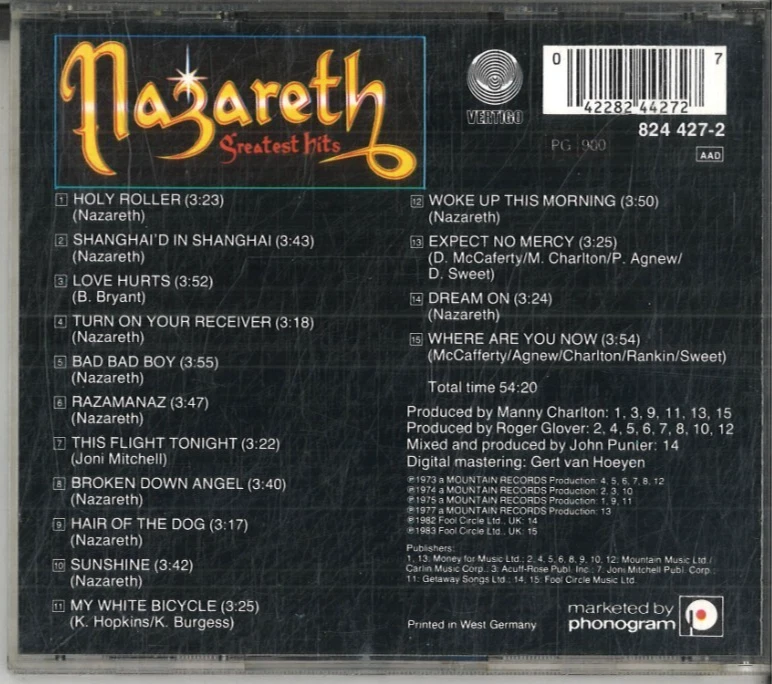 Nazareth
Greatest hits
VERTIGO
0 42282 44272 7
824 427-2
PG 900
AAD
1 HOLY ROLLER (3:23)
(Nazareth)
2 SHANGHAI'D IN SHANGHAI (3:43)
(Nazareth)
3 LOVE HURTS (3:52)
(B. Bryant)
4 TURN ON YOUR RECEIVER (3:18)
(Nazareth)
5 BAD BAD BOY (3:55)
(Nazareth)
6 RAZAMANAZ (3:47)
(Nazareth)
7 THIS FLIGHT TONIGHT (3:22)
(Joni Mitchell)
8 BROKEN DOWN ANGEL (3:40)
(Nazareth)
9 HAIR OF THE DOG (3:17)
(Nazareth)
10 SUNSHINE (3:42)
(Nazareth)
11 MY WHITE BICYCLE (3:25)
(K. Hopkins/K. Burgess)
12 WOKE UP THIS MORNING (3:50)
(Nazareth)
13 EXPECT NO MERCY (3:25)
(D. McCaferty/M. Charlton/P. Agnew/
D. Sweet)
14 DREAM ON (3:24)
(Nazareth)
15 WHERE ARE YOU NOW (3:54)
(McCafferty/Agnew/Charlton/Rankin/Sweet)
Total time 54:20
Produced by Manny Charlton: 1, 3, 9, 11, 13, 15
Produced by Roger Glover: 2, 4, 5, 6, 7, 8, 10, 12
Mixed and produced by John Punter: 14
Digital mastering: Gert van Hoeyen
℗1973 a MOUNTAIN RECORDS Production: 4, 5, 6, 7, 8, 12
℗1974 a MOUNTAIN RECORDS Production: 2, 3, 10
℗1975 a MOUNTAIN RECORDS Production: 1, 9, 11
℗1977 a MOUNTAIN RECORDS Production: 13
℗1982 Fool Circle Ltd., UK: 14
℗1983 Fool Circle Ltd., UK: 15
Publishers:
1, 13: Money for Music Ltd.; 2, 4, 5, 6, 8, 9, 10, 12: Mountain Music Ltd./
Carlin Music Corp.; 3: Acuff-Rose Publ. Inc.; 7: Joni Mitchell Publ. Corp.;
11: Getaway Songs Ltd.; 14, 15: Fool Circle Music Ltd.
Printed in West Germany
marketed by
phonogram